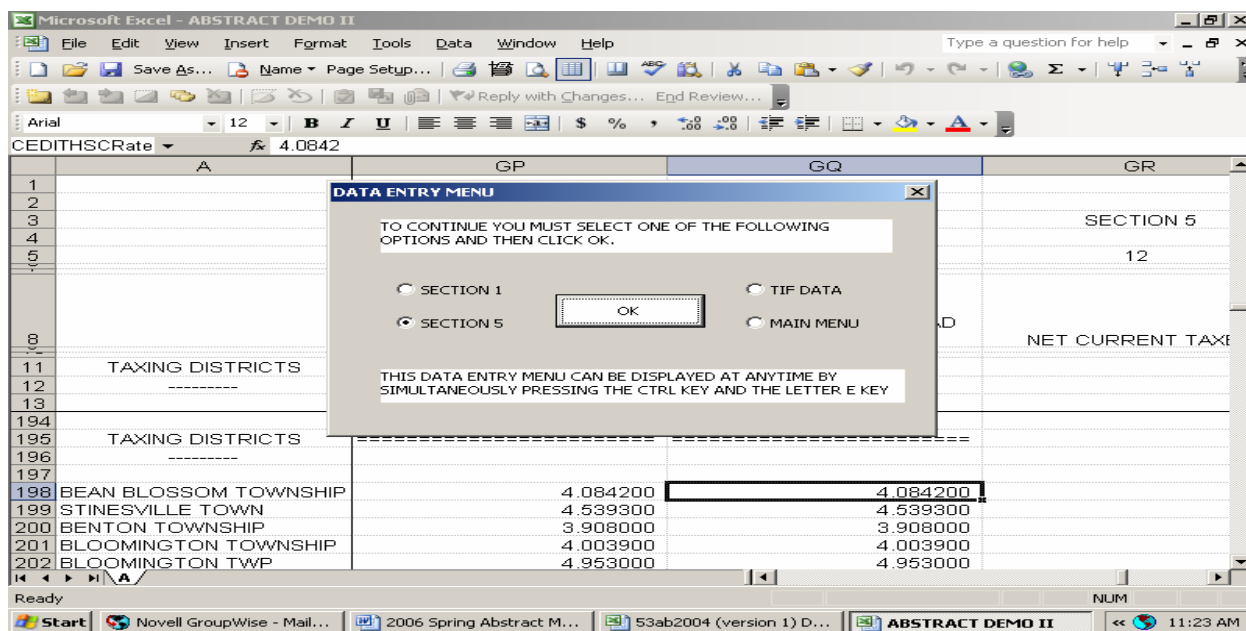 Microsoft Excel - ABSTRACT DEMO II
File Edit View Insert Format Tools Data Window Help Type a question for help
Save As... Name Page Setup... ABC Σ
Reply with Changes... End Review...
Arial 12 B I U $ % , .00 A
CEDITHSCRate fx 4.0842
A GP GQ GR
1
2
3 SECTION 5
4
5 12
8 NET CURRENT TAXE
DATA ENTRY MENU
TO CONTINUE YOU MUST SELECT ONE OF THE FOLLOWING
OPTIONS AND THEN CLICK OK.
SECTION 1 TIF DATA
OK
SECTION 5 MAIN MENU
THIS DATA ENTRY MENU CAN BE DISPLAYED AT ANYTIME BY
SIMULTANEOUSLY PRESSING THE CTRL KEY AND THE LETTER E KEY
11 TAXING DISTRICTS
12 ---------
13
194
195 TAXING DISTRICTS ========================= =========================
196 ---------
197
198 BEAN BLOSSOM TOWNSHIP 4.084200 4.084200
199 STINESVILLE TOWN 4.539300 4.539300
200 BENTON TOWNSHIP 3.908000 3.908000
201 BLOOMINGTON TOWNSHIP 4.003900 4.003900
202 BLOOMINGTON TWP 4.953000 4.953000
A
Ready NUM
Start Novell GroupWise - Mail... 2006 Spring Abstract M... 53ab2004 (version 1) D... ABSTRACT DEMO II 11:23 AM